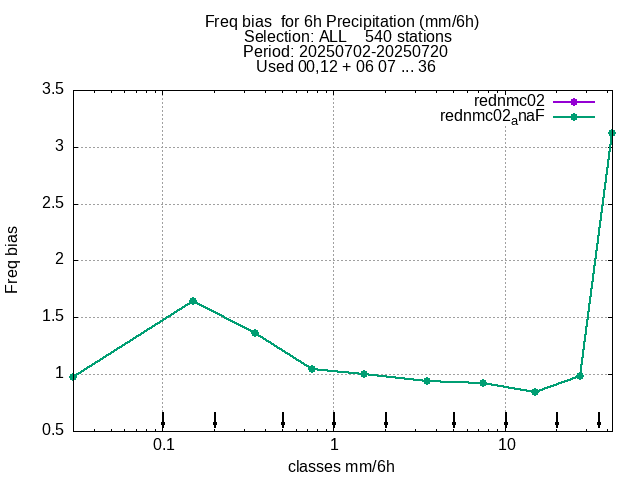 Freq bias  for 6h Precipitation (mm/6h)
Selection: ALL    540 stations
Period: 20250702-20250720
Used 00,12 + 06 07 ... 36
rednmc02
rednmc02anaF
3.5
3
2.5
2
1.5
1
0.5
Freq bias
0.1
1
10
classes mm/6h